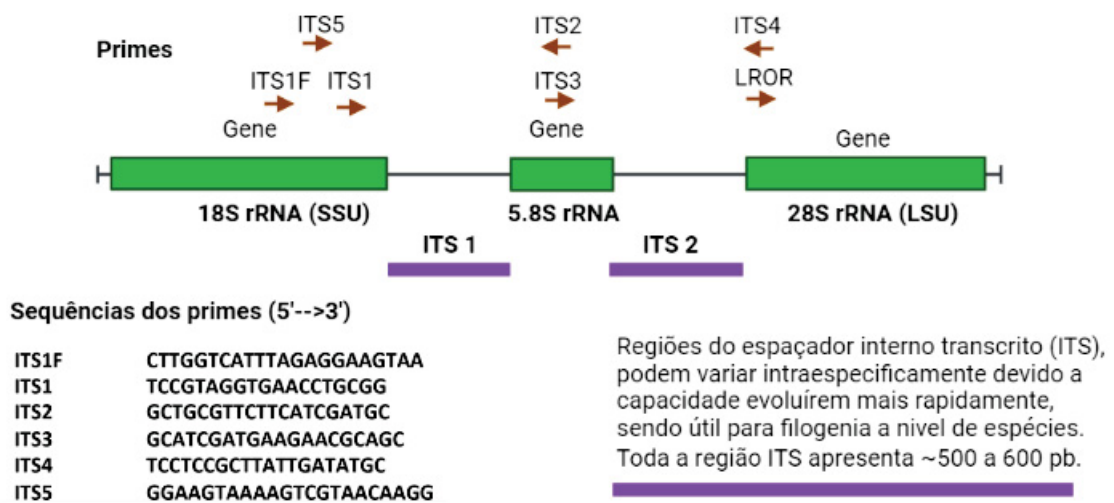 ITS5
ITS2
ITS4
Primes
ITS1F
ITS1
ITS3
LROR
Gene
Gene
Gene
18S rRNA (SSU)
5.8S rRNA
28S rRNA (LSU)
ITS 1
ITS 2
Sequências dos primes (5'-->3')
ITS1F CTTGGTCATTTAGAGGAAGTAA
ITS1 TCCGTAGGTGAACCTGCGG
ITS2 GCTGCGTTCTTCATCGATGC
ITS3 GCATCGATGAAGAACGCAGC
ITS4 TCCTCCGCTTATTGATATGC
ITS5 GGAAGTAAAAGTCGTAACAAGG
Regiões do espaçador interno transcrito (ITS),
podem variar intraespecificamente devido a
capacidade evoluírem mais rapidamente,
sendo útil para filogenia a nivel de espécies.
Toda a região ITS apresenta ~500 a 600 pb.